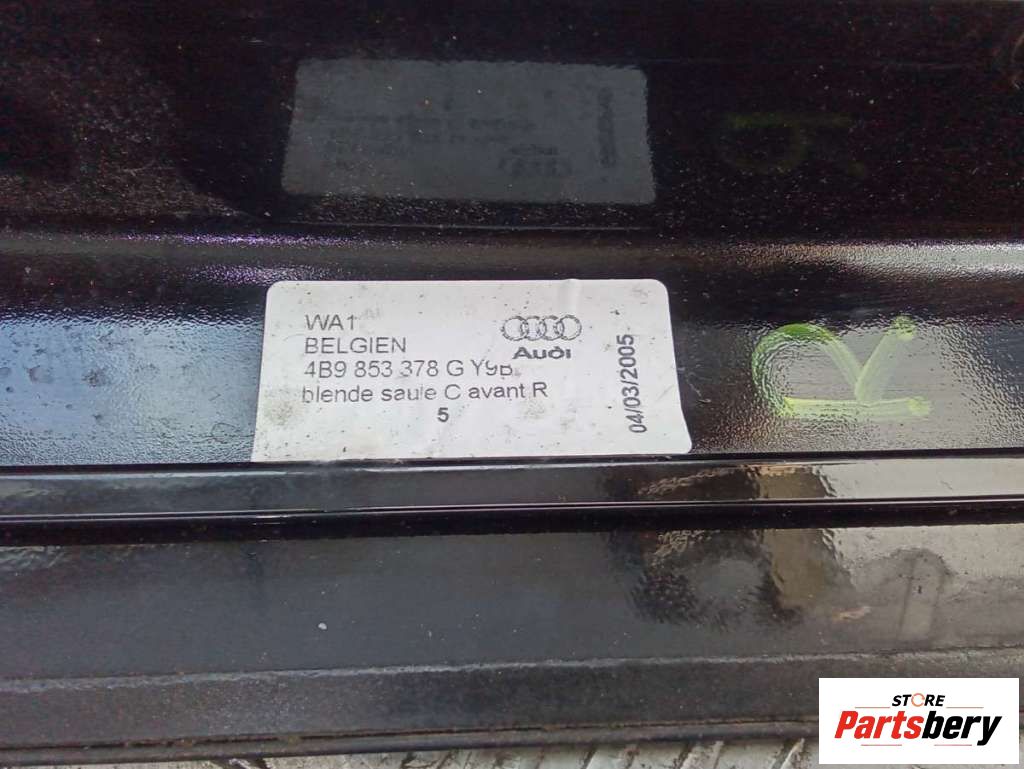 WA1
BELGIEN
4B9 853 378 G Y9B
blende saule C avant R
5
Audi
04/03/2005
R
STORE
Partsbery